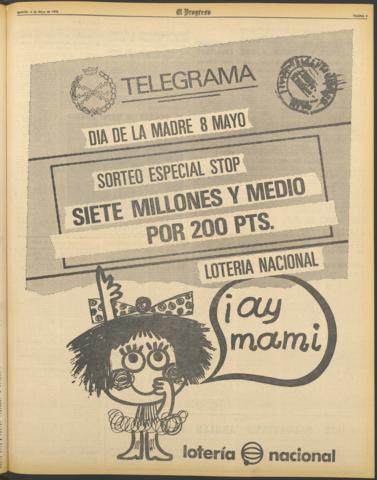 El Progreso
TELEGRAMA
DIA DE LA MADRE 8 MAYO
SORTEO ESPECIAL STOP
SIETE MILLONES Y MEDIO
POR 200 PTS.
LOTERIA NACIONAL
¡ay
mami
lotería nacional